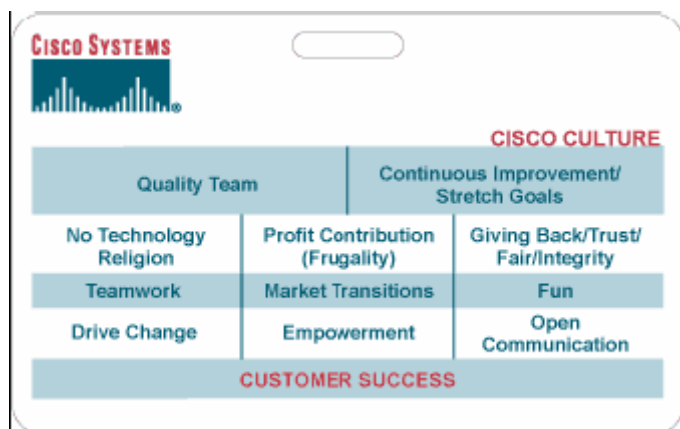 CISCO SYSTEMS
®
CISCO CULTURE
Quality Team
Continuous Improvement/
Stretch Goals
No Technology
Religion
Profit Contribution
(Frugality)
Giving Back/Trust/
Fair/Integrity
Teamwork
Market Transitions
Fun
Drive Change
Empowerment
Open
Communication
CUSTOMER SUCCESS